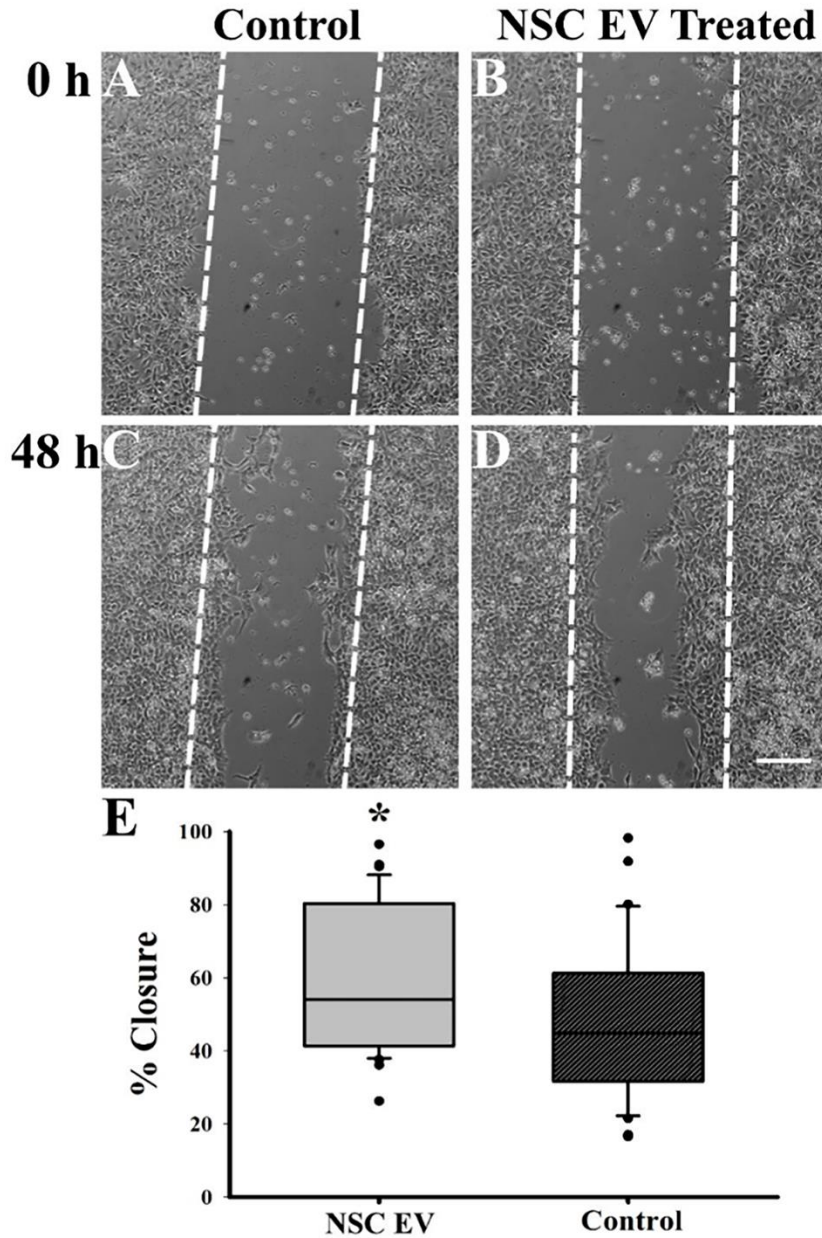 Control NSC EV Treated
0 h A B
48 h C D
E
*
100
80
60
40
20
0
% Closure
NSC EV Control